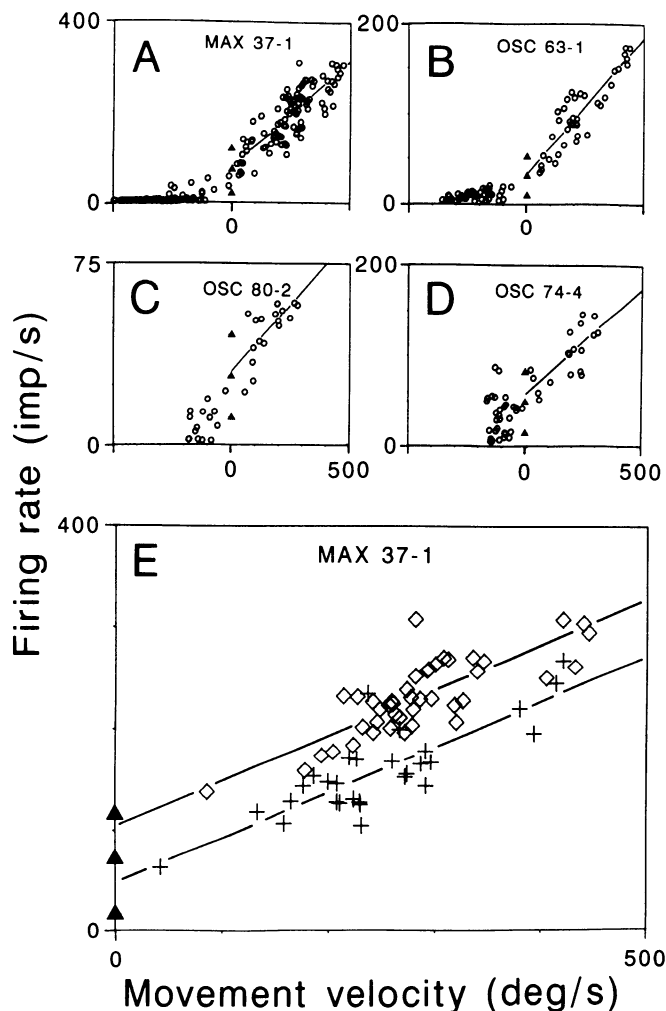 400
A
MAX 37-1
0
0
200
B
OSC 63-1
0
0
75
C
OSC 80-2
0
0
500
200
D
OSC 74-4
0
0
500
Firing rate (imp/s)
400
E
MAX 37-1
0
0
500
Movement velocity (deg/s)